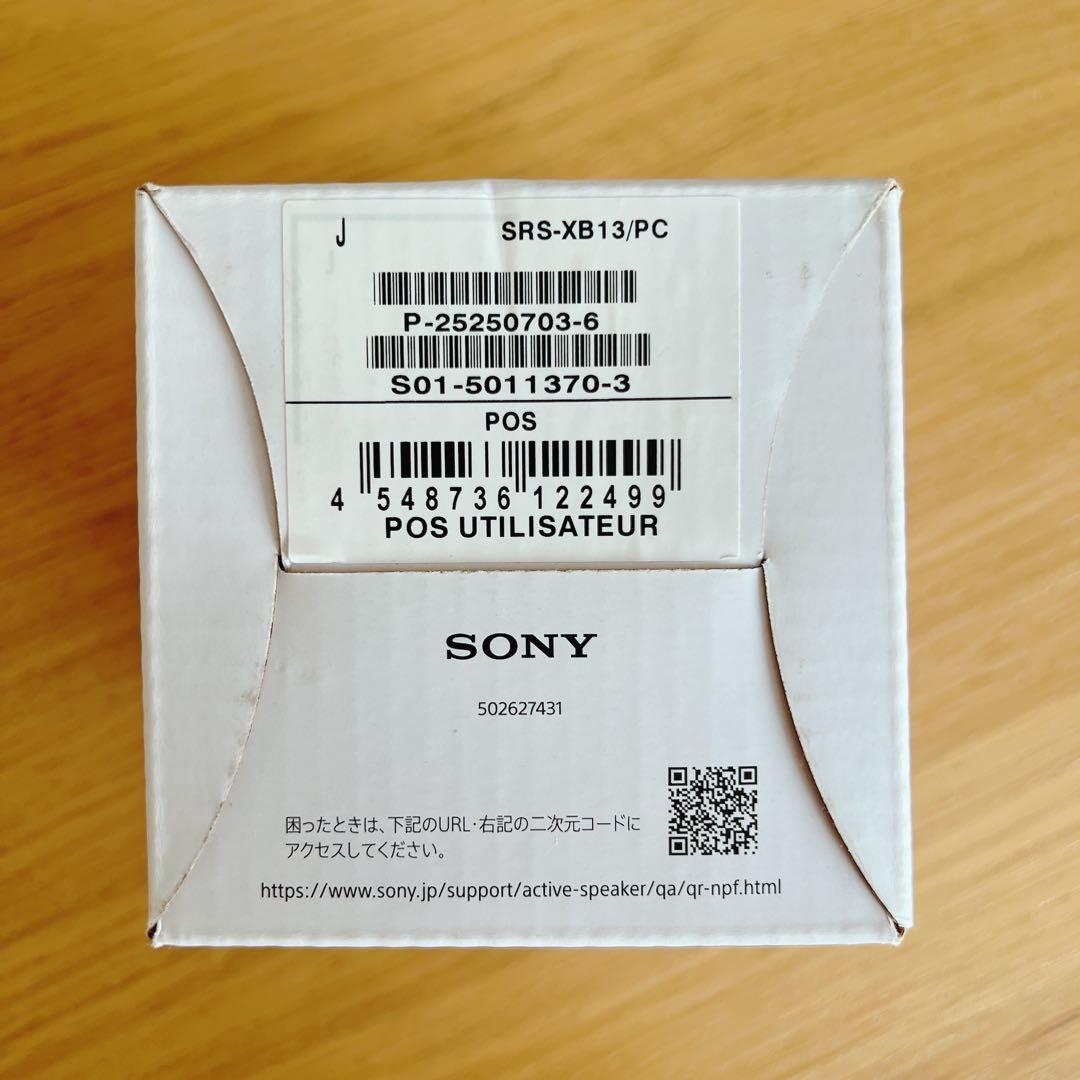 J SRS-XB13/PC
P-25250703-6
S01-5011370-3
POS
4 548736 122499
POS UTILISATEUR
SONY
502627431
困ったときは、下記のURL・右記の二次元コードに
アクセスしてください。
https://www.sony.jp/support/active-speaker/qa/qr-npf.html